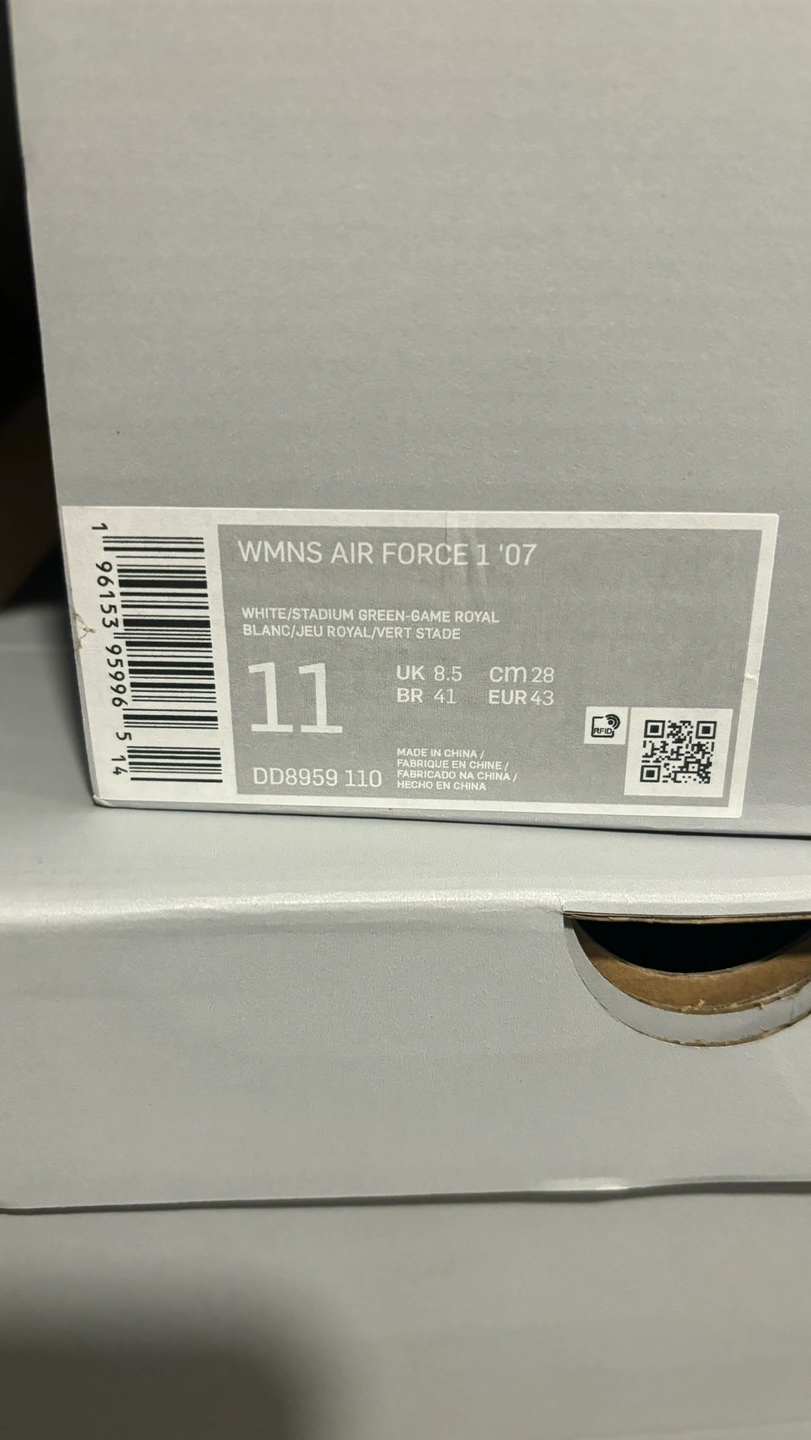 WMNS AIR FORCE 1 '07
WHITE/STADIUM GREEN-GAME ROYAL
BLANC/JEU ROYAL/VERT STADE
11
UK 8.5 cm 28
BR 41 EUR 43
DD8959 110
MADE IN CHINA /
FABRIQUE EN CHINE /
FABRICADO NA CHINA /
HECHO EN CHINA
RFID
1 96153 95996 5 14